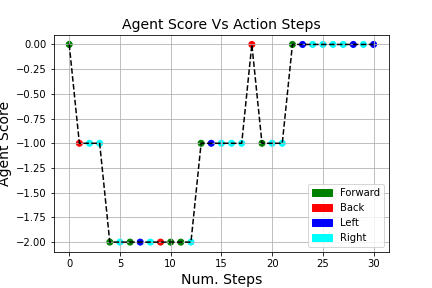 Agent Score Vs Action Steps
Agent Score
0.00
−0.25
−0.50
−0.75
−1.00
−1.25
−1.50
−1.75
−2.00
0 5 10 15 20 25 30
Num. Steps
Forward
Back
Left
Right